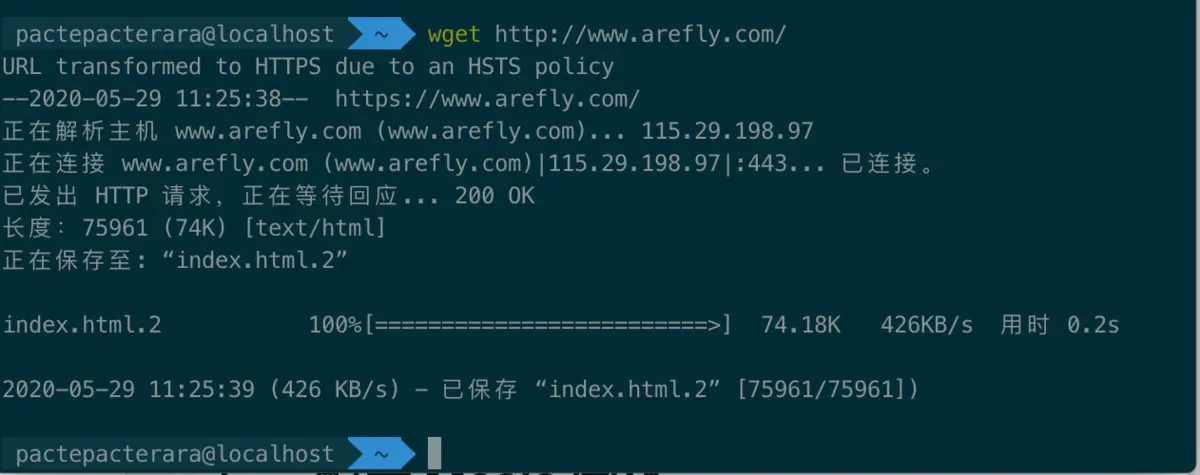 pactepacterara@localhost ~ wget http://www.arefly.com/
URL transformed to HTTPS due to an HSTS policy
--2020-05-29 11:25:38-- https://www.arefly.com/
正在解析主机 www.arefly.com (www.arefly.com)... 115.29.198.97
正在连接 www.arefly.com (www.arefly.com)|115.29.198.97|:443... 已连接。
已发出 HTTP 请求，正在等待回应... 200 OK
长度：75961 (74K) [text/html]
正在保存至: “index.html.2”
index.html.2 100%[=========================>] 74.18K 426KB/s 用时 0.2s
2020-05-29 11:25:39 (426 KB/s) - 已保存 “index.html.2” [75961/75961])
pactepacterara@localhost ~